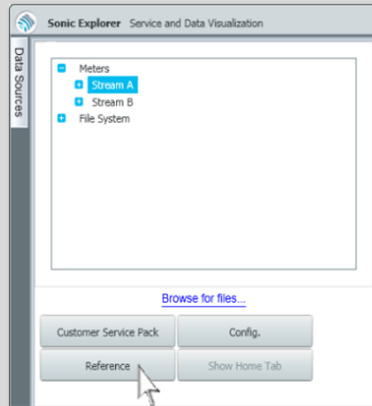 Sonic Explorer Service and Data Visualization
Data Sources
Meters
Stream A
Stream B
File System
Browse for files...
Customer Service Pack
Config.
Reference
Show Home Tab